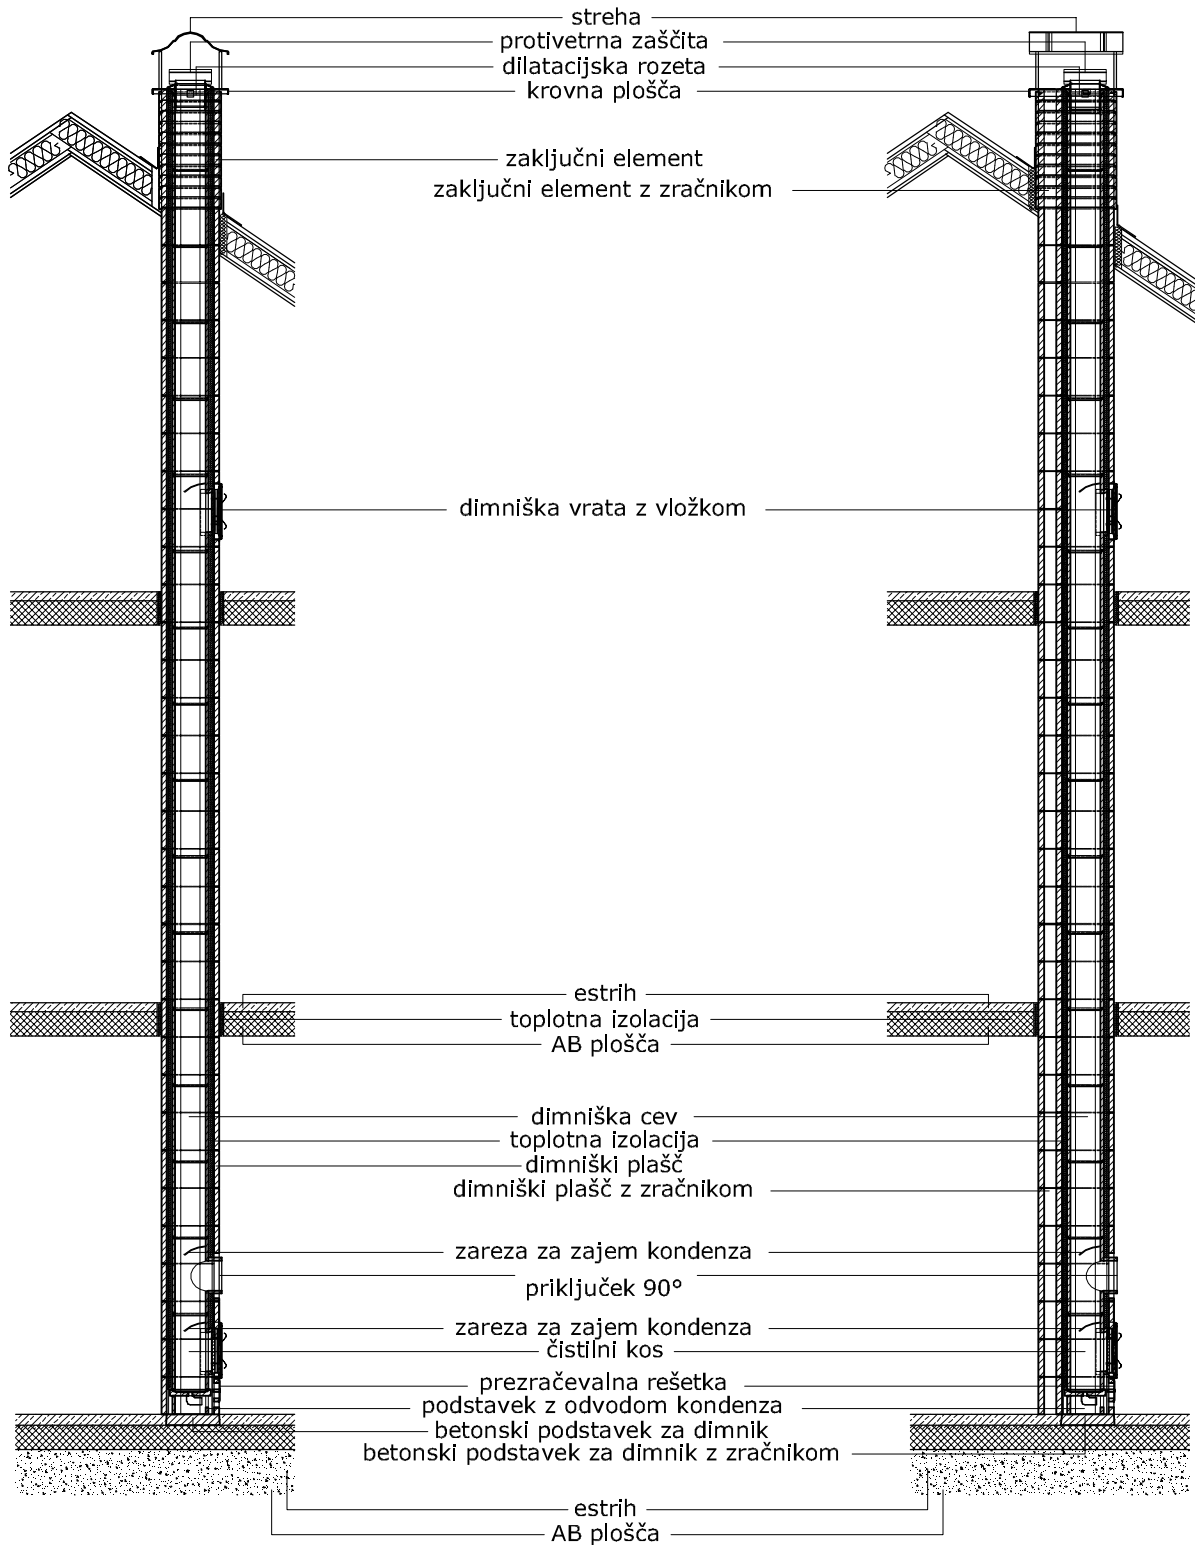 streha
protivetrna zaščita
dilatacijska rozeta
krovna plošča
zaključni element
zaključni element z zračnikom
dimniška vrata z vložkom
estrih
toplotna izolacija
AB plošča
dimniška cev
toplotna izolacija
dimniški plašč
dimniški plašč z zračnikom
zareza za zajem kondenza
priključek 90°
zareza za zajem kondenza
čistilni kos
prezračevalna rešetka
podstavek z odvodom kondenza
betonski podstavek za dimnik
betonski podstavek za dimnik z zračnikom
estrih
AB plošča